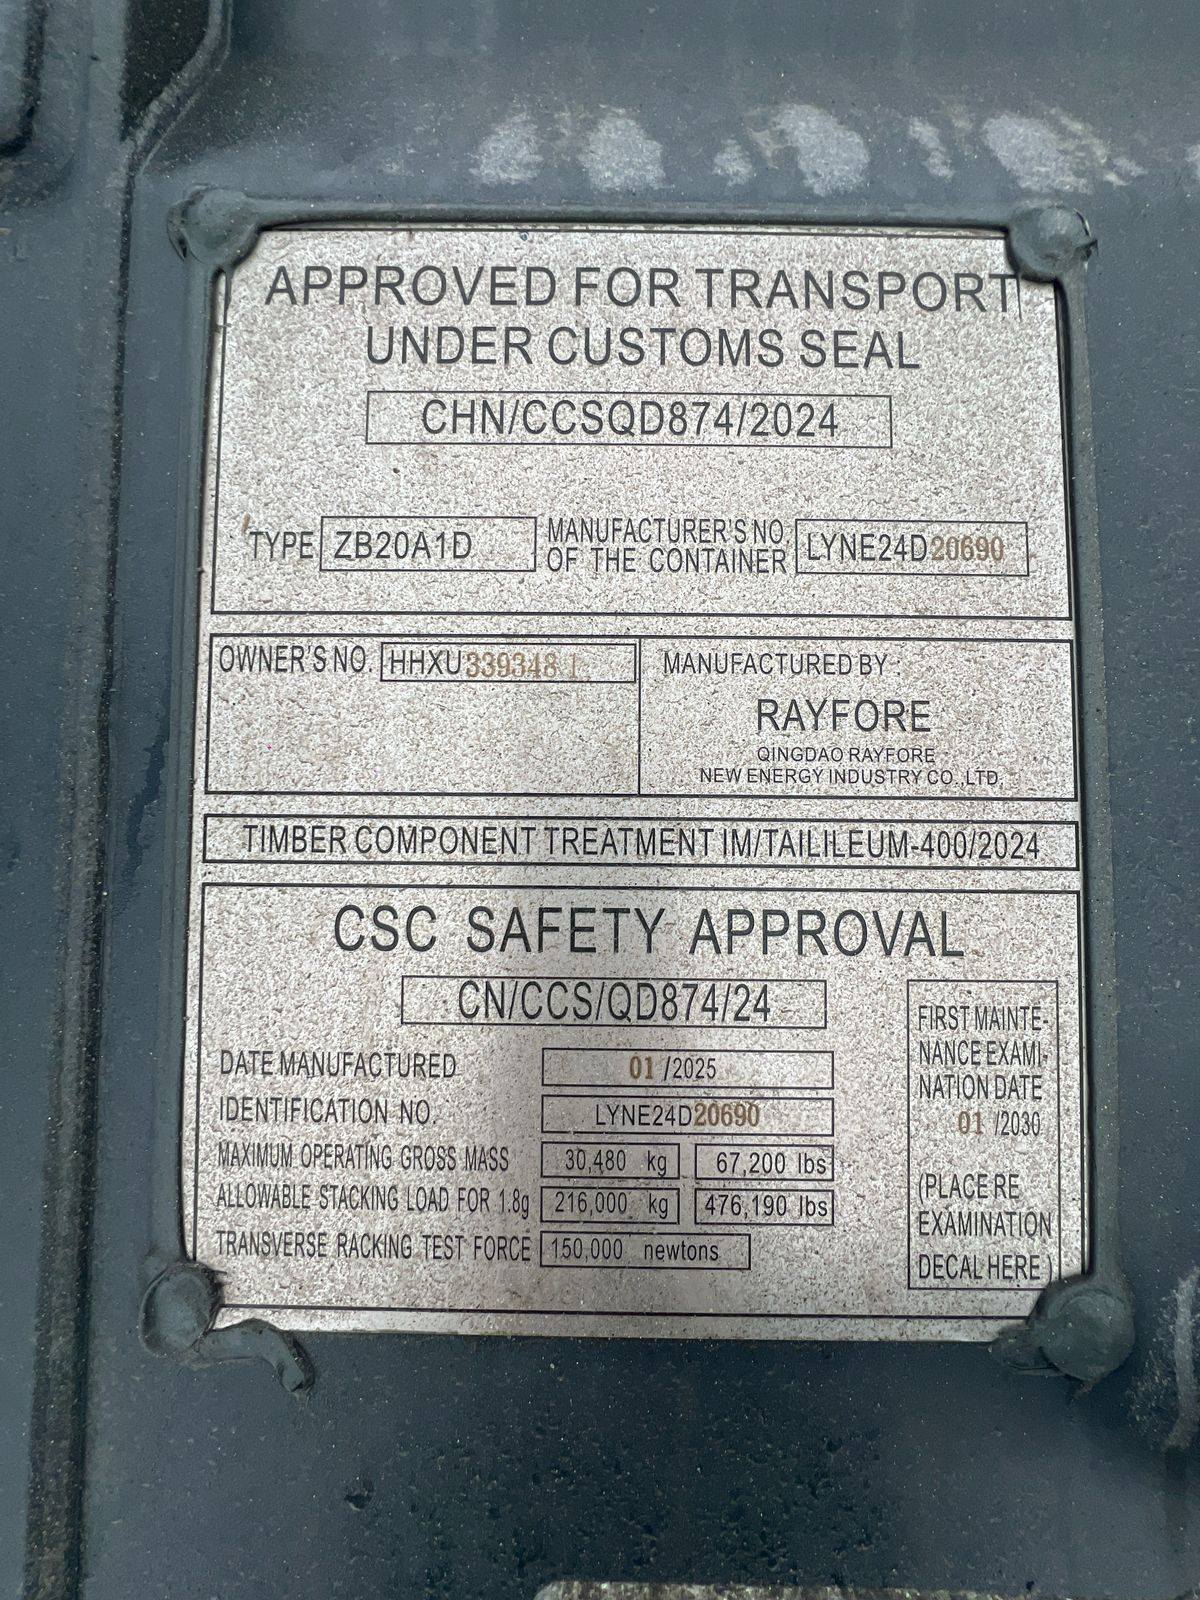 APPROVED FOR TRANSPORT
UNDER CUSTOMS SEAL
CHN/CCSQD874/2024
TYPE ZB20A1D MANUFACTURER'S NO. OF THE CONTAINER LYNE24D20690
OWNER'S NO. HHXU3393481
MANUFACTURED BY :
RAYFORE
QINGDAO RAYFORE
NEW ENERGY INDUSTRY CO.,LTD.
TIMBER COMPONENT TREATMENT IM/TAILILEUM-400/2024
CSC SAFETY APPROVAL
CN/CCS/QD874/24
DATE MANUFACTURED 01/2025
IDENTIFICATION NO. LYNE24D20690
MAXIMUM OPERATING GROSS MASS 30,480 kg 67,200 lbs
ALLOWABLE STACKING LOAD FOR 1.8g 216,000 kg 476,190 lbs
TRANSVERSE RACKING TEST FORCE 150,000 newtons
FIRST MAINTE-
NANCE EXAMI-
NATION DATE
01 /2030
(PLACE RE
EXAMINATION
DECAL HERE)